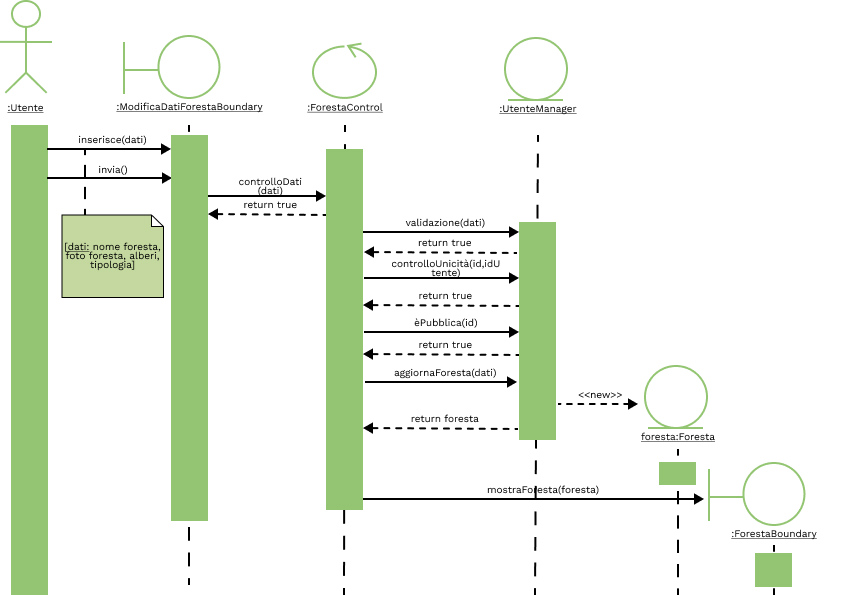 :Utente
:ModificaDatiForestaBoundary
:ForestaControl
:UtenteManager
inserisce(dati)
invia()
controlloDati
(dati)
return true
[dati: nome foresta,
foto foresta, alberi,
tipologia]
validazione(dati)
return true
controlloUnicità(id,idU
tente)
return true
èPubblica(id)
return true
aggiornaForesta(dati)
<<new>>
return foresta
foresta:Foresta
mostraForesta(foresta)
:ForestaBoundary